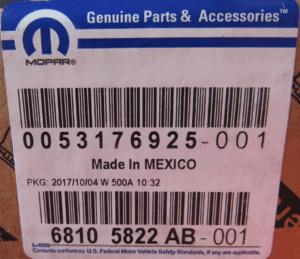 Genuine Parts & Accessories™
MOPAR®
0053176925-001
Made In MEXICO
PKG: 2017/10/04 W 500A 10:32
6810 5822 AB-001
Contents conform to U.S. Federal Motor Vehicle Safety Standards, if any are applicable.